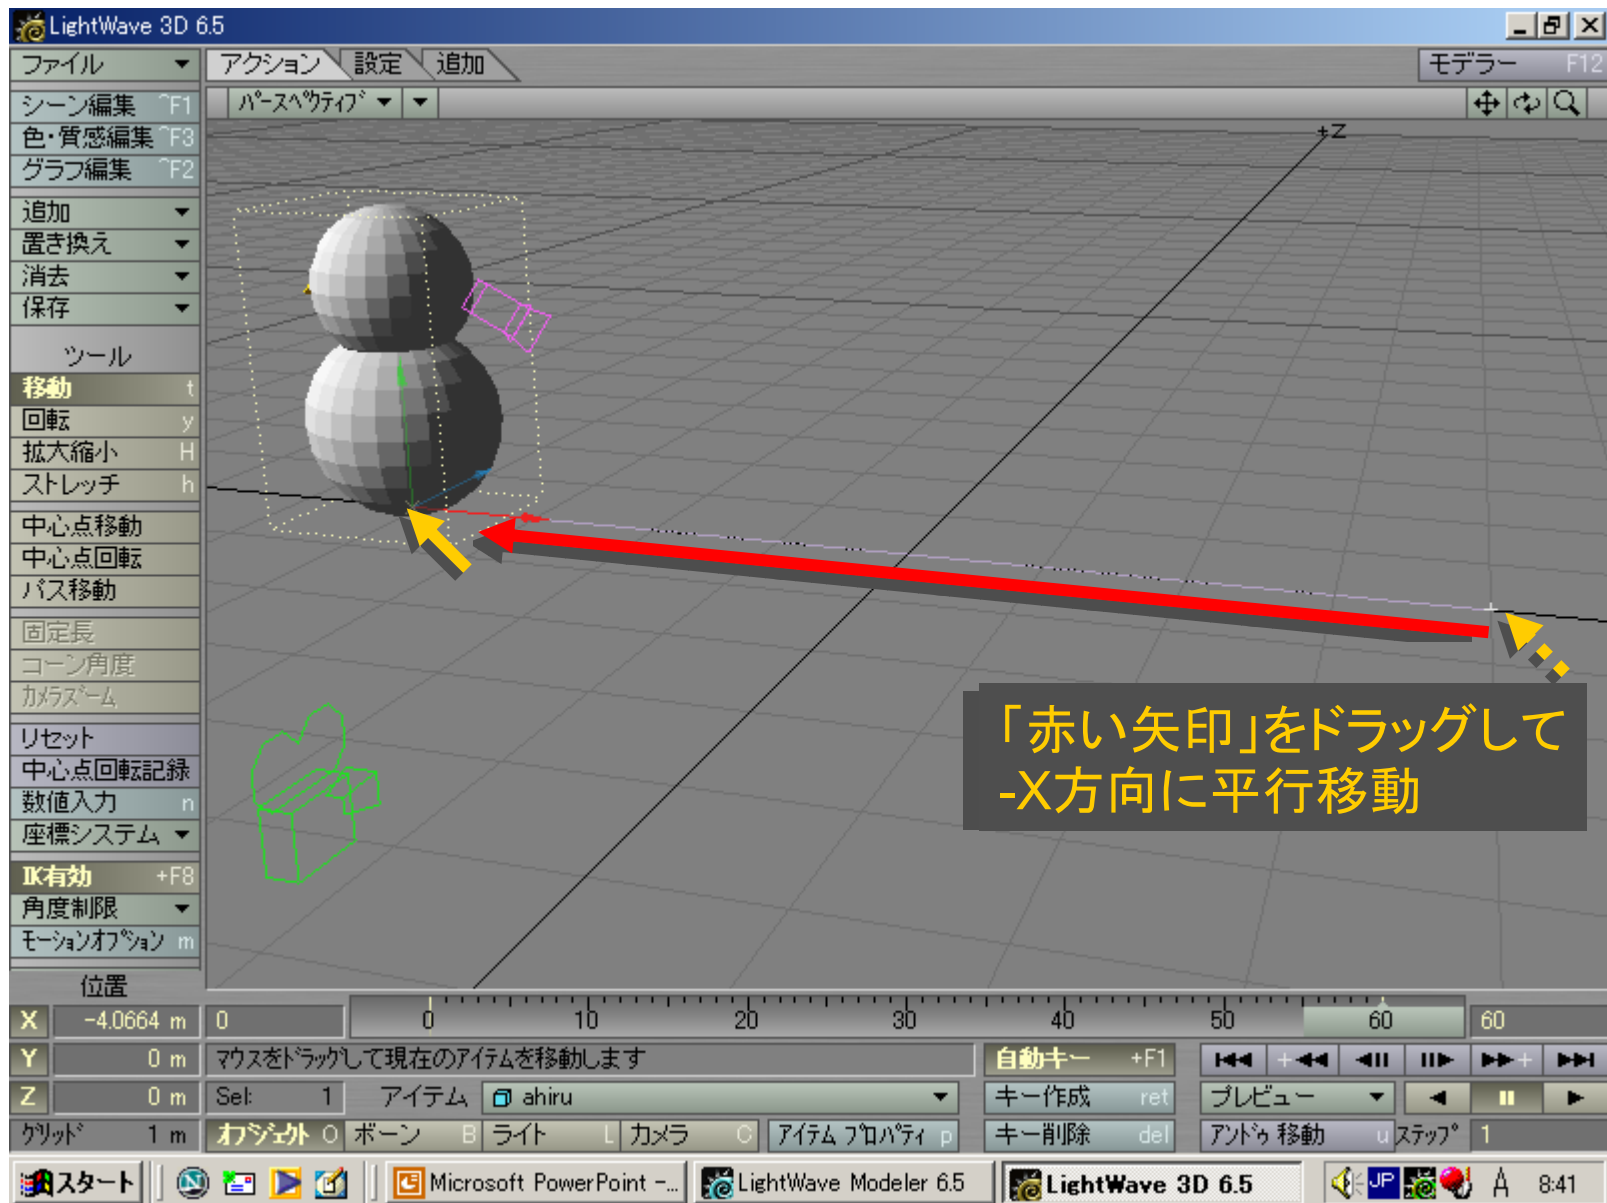 LightWave 3D 6.5
ファイル
アクション 設定 追加
モデラー F12
シーン編集 ^F1
パースペクティブ
色・質感編集 ^F3
グラフ編集 ^F2
+Z
追加
置き換え
消去
保存
ツール
移動 t
回転 y
拡大縮小 H
ストレッチ h
中心点移動
中心点回転
パス移動
固定長
コーン角度
カメラズーム
リセット
中心点回転記録
数値入力 n
座標システム
IK有効 +F8
角度制限
モーションオプション m
「赤い矢印」をドラッグして
-X方向に平行移動
位置
X -4.0664 m 0 0 10 20 30 40 50 60 60
Y 0 m マウスをドラッグして現在のアイテムを移動します 自動キー +F1
Z 0 m Sel: 1 アイテム ahiru キー作成 ret プレビュー
グリッド 1 m オブジェクト O ボーン B ライト L カメラ C アイテム プロパティ p キー削除 del アンドゥ 移動 u ステップ 1
スタート Microsoft PowerPoint -... LightWave Modeler 6.5 LightWave 3D 6.5 JP A 8:41